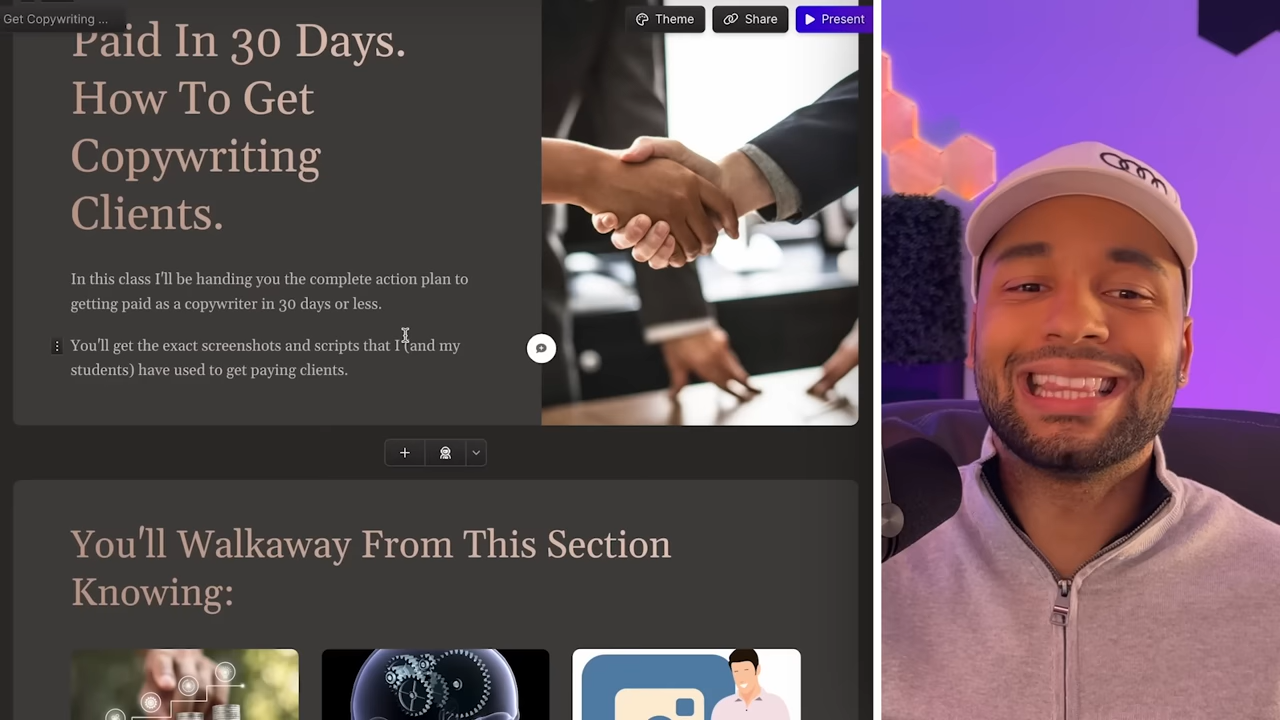 Get Copywriting ...
Theme
Share
Present
Paid In 30 Days.
How To Get
Copywriting
Clients.
In this class I'll be handing you the complete action plan to
getting paid as a copywriter in 30 days or less.
You'll get the exact screenshots and scripts that I (and my
students) have used to get paying clients.
You'll Walkaway From This Section
Knowing: